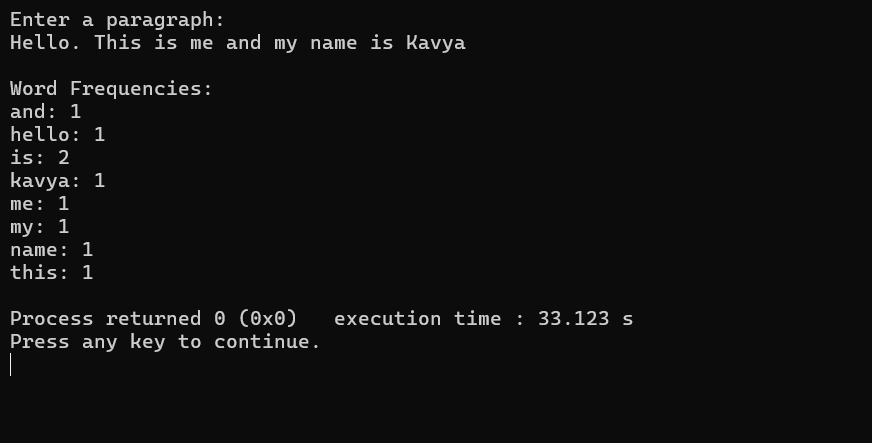 Enter a paragraph:
Hello. This is me and my name is Kavya
Word Frequencies:
and: 1
hello: 1
is: 2
kavya: 1
me: 1
my: 1
name: 1
this: 1
Process returned 0 (0x0)   execution time : 33.123 s
Press any key to continue.